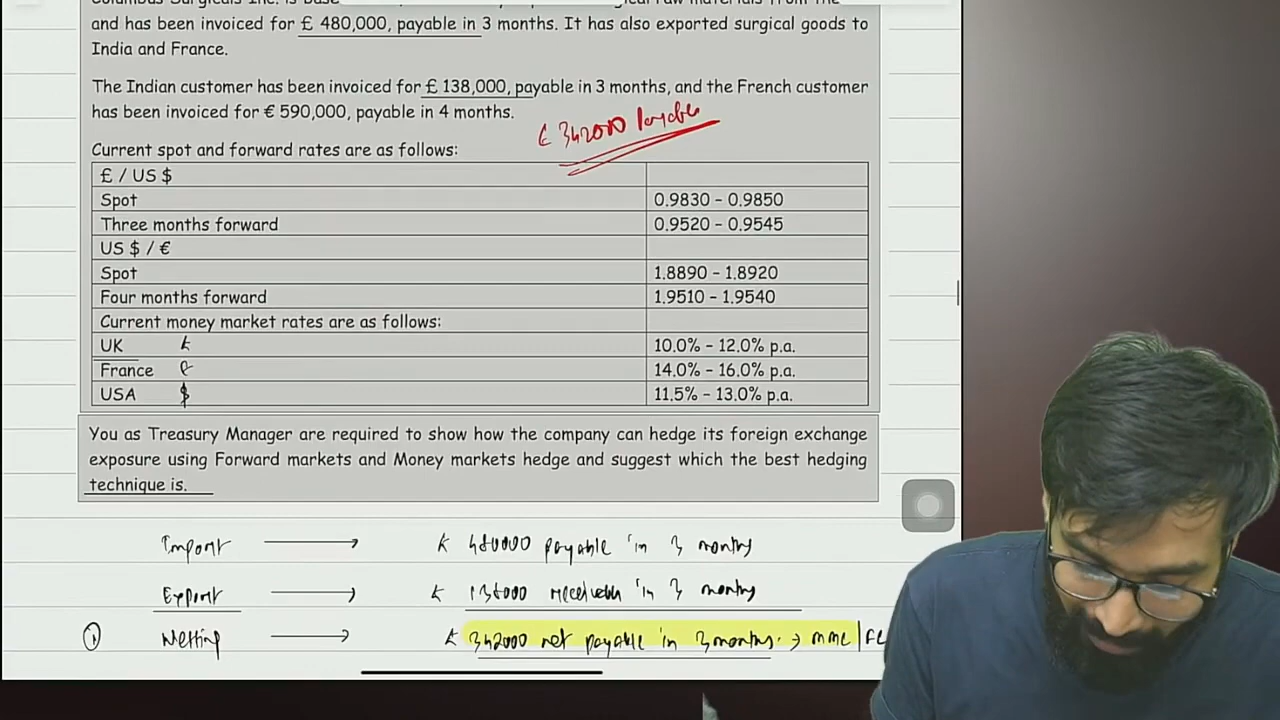 Columbus Surgicals Inc. is base
and has been invoiced for £ 480,000, payable in 3 months. It has also exported surgical goods to
India and France.
The Indian customer has been invoiced for £ 138,000, payable in 3 months, and the French customer
has been invoiced for € 590,000, payable in 4 months.
£ 342000 Payable
Current spot and forward rates are as follows:
£ / US $
Spot 0.9830 – 0.9850
Three months forward 0.9520 – 0.9545
US $ / €
Spot 1.8890 – 1.8920
Four months forward 1.9510 – 1.9540
Current money market rates are as follows:
UK £ 10.0% – 12.0% p.a.
France € 14.0% – 16.0% p.a.
USA $ 11.5% – 13.0% p.a.
You as Treasury Manager are required to show how the company can hedge its foreign exchange
exposure using Forward markets and Money markets hedge and suggest which the best hedging
technique is.
Import → £ 480000 payable in 3 months
Export → £ 138000 receivable in 3 months
① Netting → £ 342000 net payable in 3 months. →